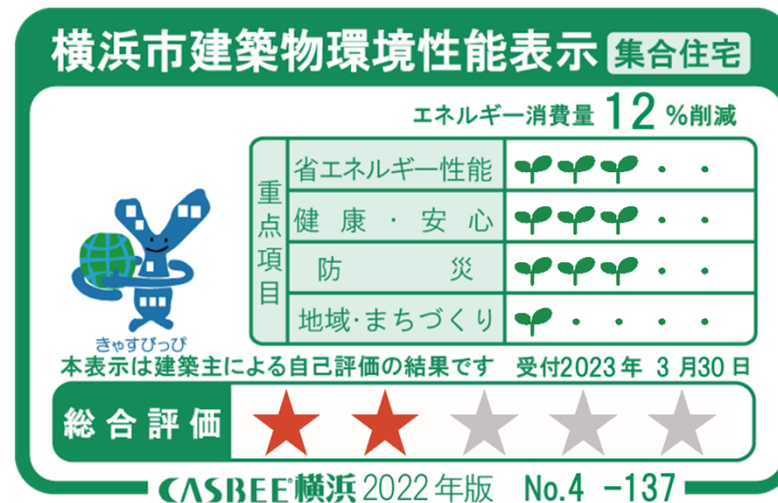 横浜市建築物環境性能表示 集合住宅
エネルギー消費量 12 %削減
重点項目
省エネルギー性能
健康・安心
防災
地域・まちづくり
きゃすびっぴ
本表示は建築主による自己評価の結果です 受付2023年 3月30日
総合評価
CASBEE®横浜 2022年版 No.4 -137